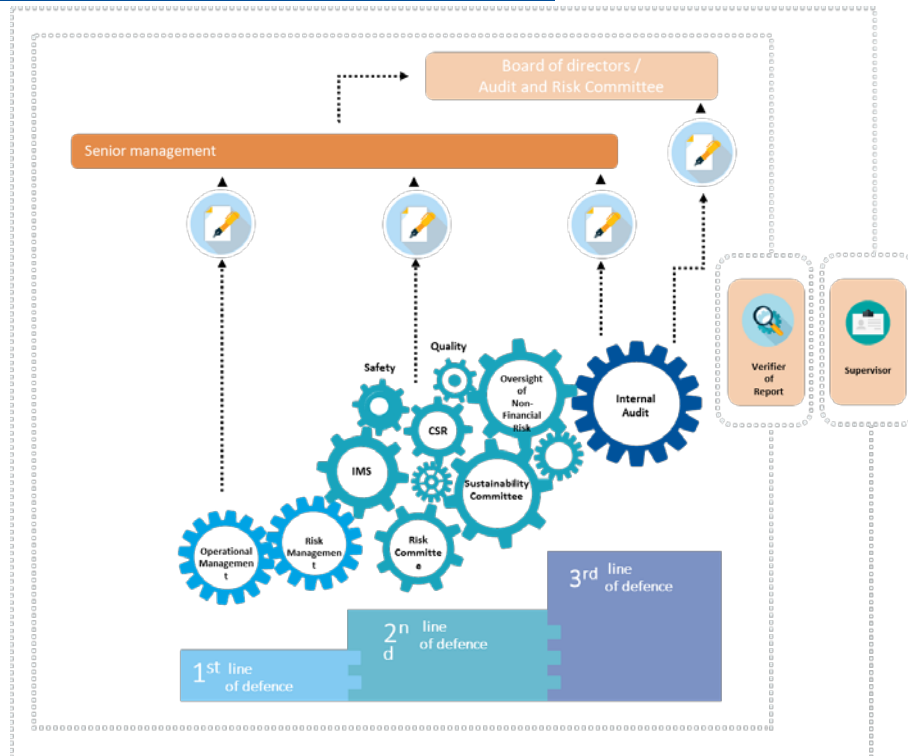 Board of directors /
Audit and Risk Committee
Senior management
Quality
Safety
Oversight
of
Non-
Financial
Risk
Internal
Audit
CSR
IMS
Sustainability
Committee
Operational
Managemen
t
Risk
Managemen
t
Risk
Committe
e
Verifier
of
Report
Supervisor
1st line
of defence
2n
d
line
of defence
3rd line
of defence